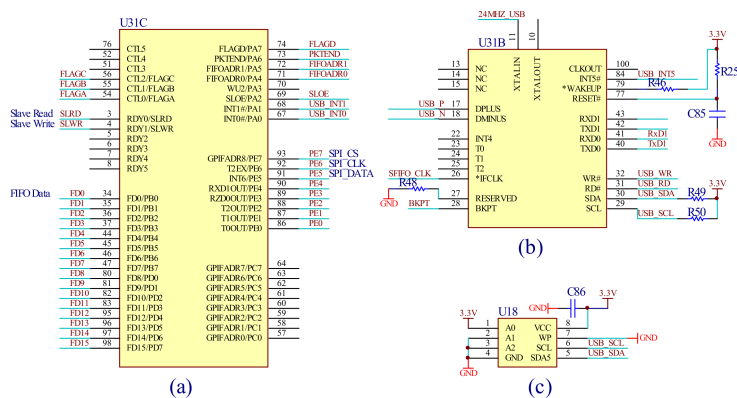 U31C
76 CTL5 FLAGD/PA7 74 FLAGD
52 CTL4 PKTEND/PA6 73 PKTEND
51 CTL3 FIFOADR1/PA5 72 FIFOADR1
FLAGC 56 CTL2/FLAGC FIFOADR0/PA4 71 FIFOADR0
FLAGB 55 CTL1/FLAGB WU2/PA3 70
FLAGA 54 CTL0/FLAGA SLOE/PA2 69 SLOE
INT1#/PA1 68 USB_INT1
Slave Read SLRD 3 RDY0/SLRD INT0#/PA0 67 USB_INT0
Slave Write SLWR 4 RDY1/SLWR
5 RDY2
6 RDY3
7 RDY4 GPIFADR8/PE7 93 PE7 SPI_CS
8 RDY5 T2EX/PE6 92 PE6 SPI_CLK
INT6/PE5 91 PE5 SPI_DATA
RXD1OUT/PE4 90 PE4
FIFO Data FD0 34 FD0/PB0 RZD0OUT/PE3 89 PE3
FD1 35 FD1/PB1 T2OUT/PE2 88 PE2
FD2 36 FD2/PB2 T1OUT/PE1 87 PE1
FD3 37 FD3/PB3 T0OUT/PE0 86 PE0
FD4 44 FD4/PB4
FD5 45 FD5/PB5
FD6 46 FD6/PB6
FD7 47 FD7/PB7 GPIFADR7/PC7 64
FD8 80 FD8/PD0 GPIFADR6/PC6 63
FD9 81 FD9/PD1 GPIFADR5/PC5 62
FD10 82 FD10/PD2 GPIFADR4/PC4 61
FD11 83 FD11/PD3 GPIFADR3/PC3 60
FD12 95 FD12/PD4 GPIFADR2/PC2 59
FD13 96 FD13/PD5 GPIFADR1/PC1 58
FD14 97 FD14/PD6 GPIFADR0/PC0 57
FD15 98 FD15/PD7
(a)
24MHZ_USB
11 10
U31B
XTALIN XTALOUT
3.3V
13 NC CLKOUT 100
14 NC INT5# 84 USB_INT5
15 NC *WAKEUP 79 R46
RESET# 77
R25
USB_P 17 DPLUS
USB_N 18 DMINUS RXD1 43
C85
TXD1 42
22 INT4 RXD0 41 RxDI
23 T0 TXD0 40 TxDI
GND
24 T1
25 T2
SFIFO_CLK 26 *IFCLK WR# 32 USB_WR
3.3V
R48 RD# 31 USB_RD
GND 27 RESERVED SDA 30 USB_SDA R49
BKPT 28 BKPT SCL 29 USB_SCL R50
(b)
C86
3.3V U18 GND 3.3V
1 A0 VCC 8
2 A1 WP 7 GND
3 A2 SCL 6 USB_SCL
4 GND SDA5 5 USB_SDA
GND
(c)